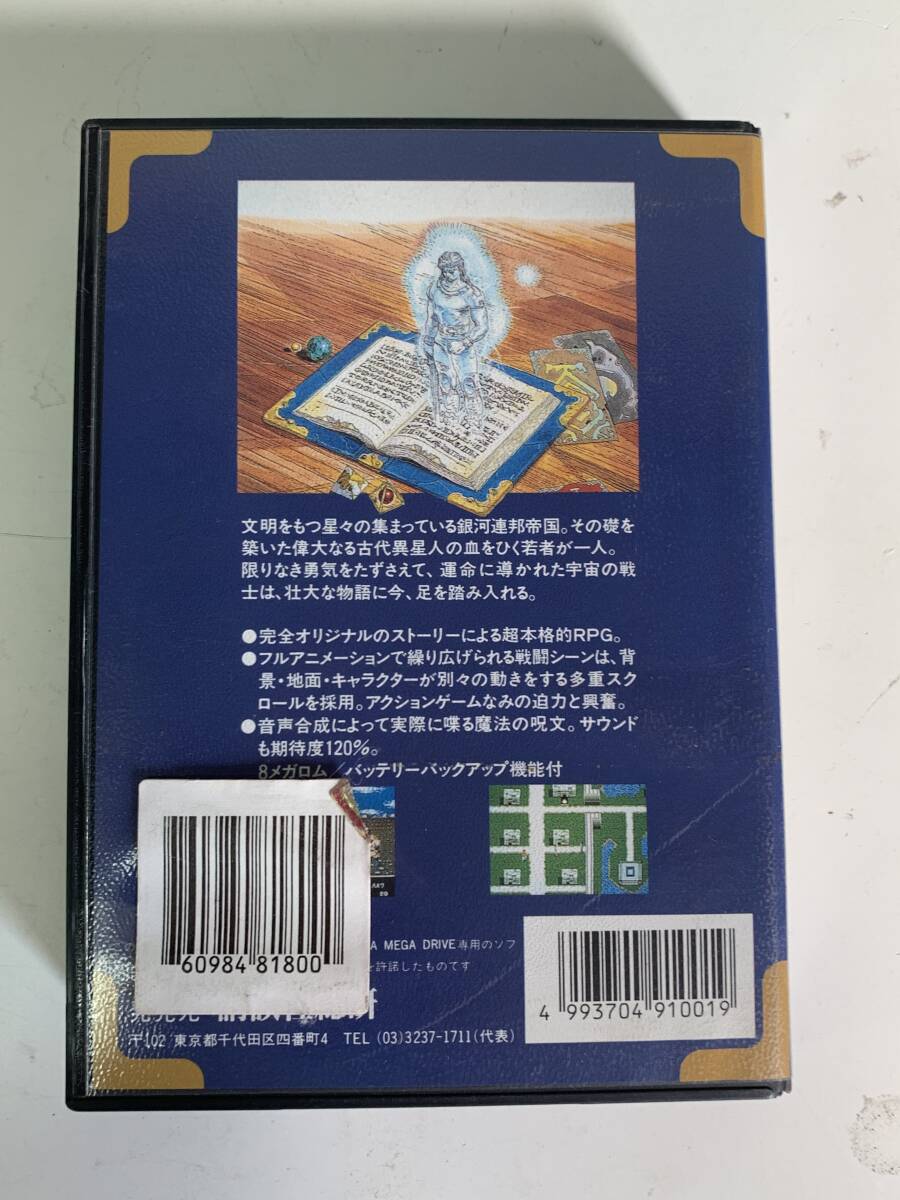 文明をもつ星々の集まっている銀河連邦帝国。その礎を
築いた偉大なる古代異星人の血をひく若者が一人。
限りなき勇気をたずさえて、運命に導かれた宇宙の戦
士は、壮大な物語に今、足を踏み入れる。
●完全オリジナルのストーリーによる超本格的RPG。
●フルアニメーションで繰り広げられる戦闘シーンは、背
景・地面・キャラクターが別々の動きをする多重スク
ロールを採用。アクションゲームなみの迫力と興奮。
●音声合成によって実際に喋る魔法の呪文。サウンド
も期待度120%。
8メガロム/バッテリーバックアップ機能付
60984 81800
A MEGA DRIVE専用のソフ
を許諾したものです
4 993704 910019
〒102 東京都千代田区四番町4 TEL (03)3237-1711(代表)